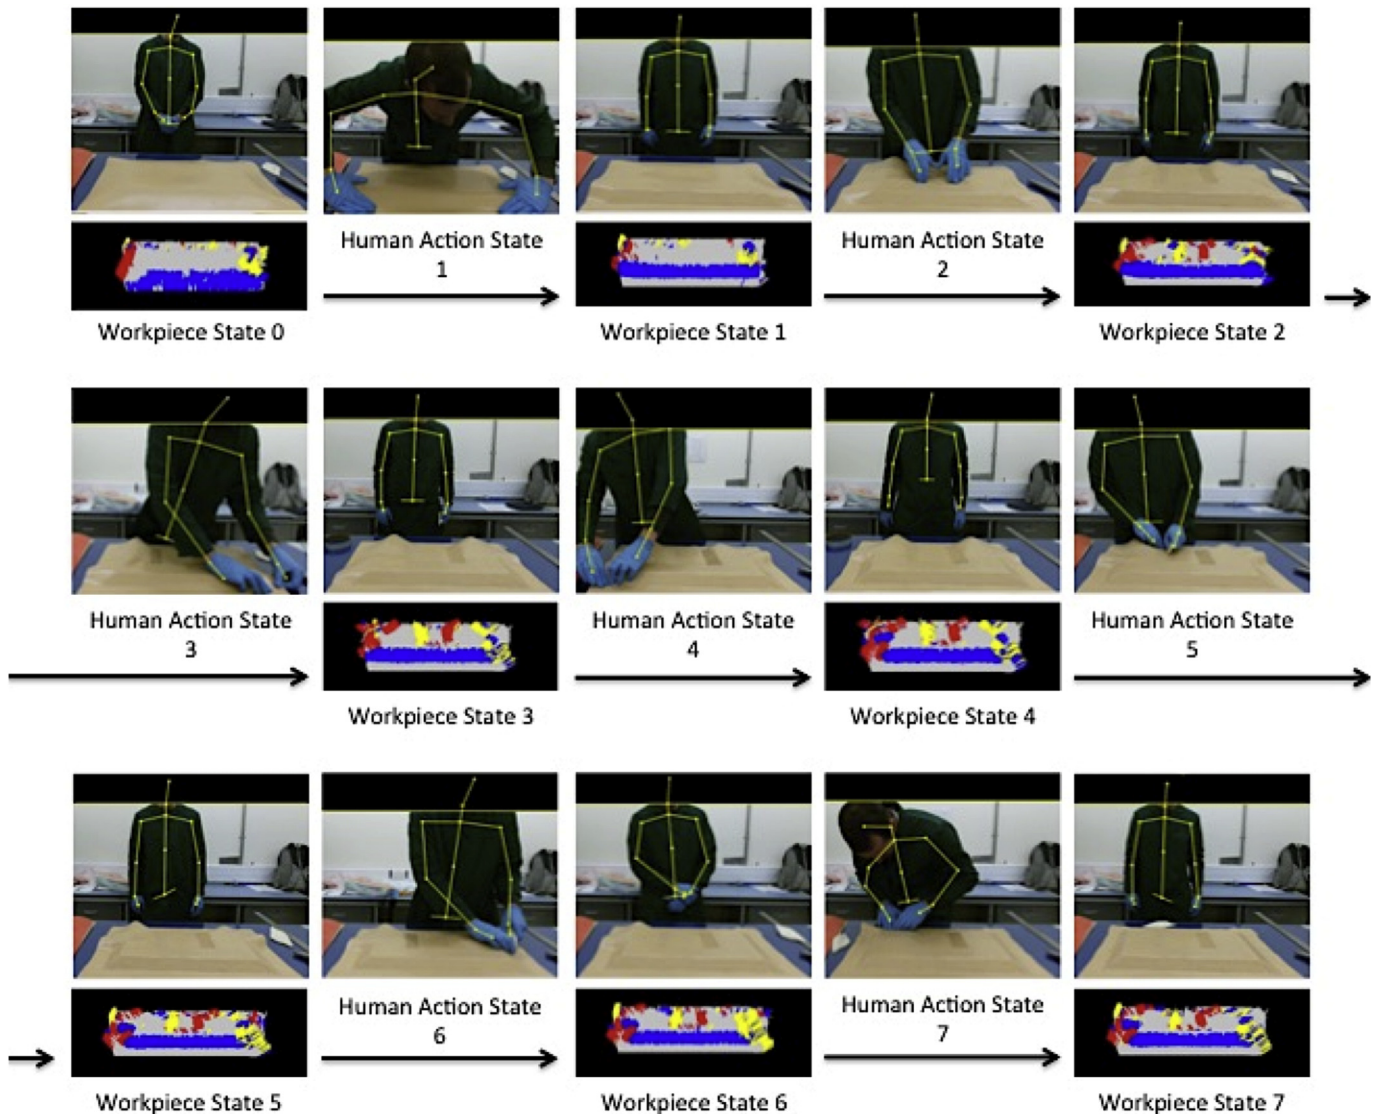 Human Action State
1
Human Action State
2
Workpiece State 0
Workpiece State 1
Workpiece State 2
Human Action State
3
Human Action State
4
Human Action State
5
Workpiece State 3
Workpiece State 4
Human Action State
6
Human Action State
7
Workpiece State 5
Workpiece State 6
Workpiece State 7